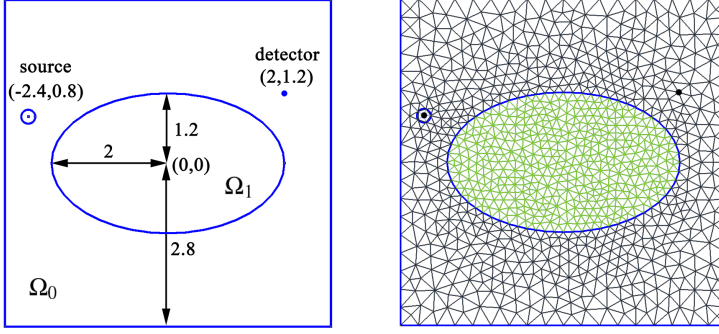 source
(-2.4,0.8)
detector
(2,1.2)
1.2
2
(0,0)
Ω1
2.8
Ω0